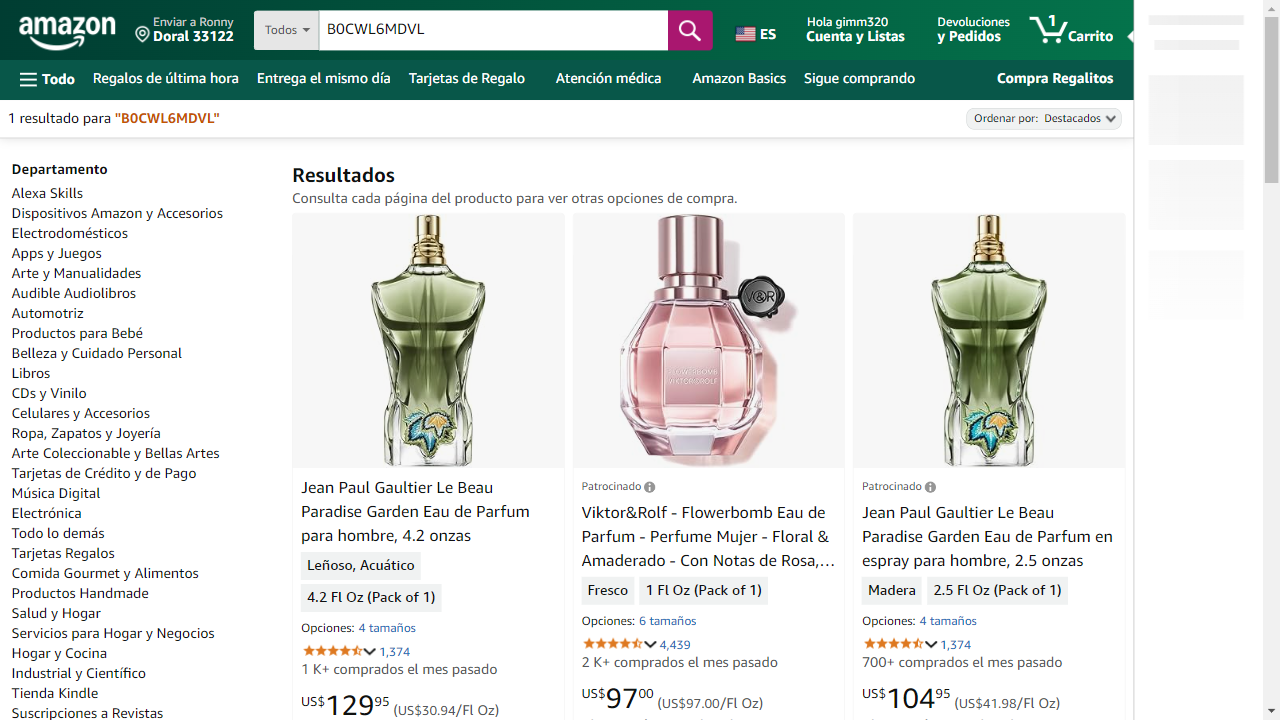 amazon
Enviar a Ronny
Doral 33122
Todos
B0CWL6MDVL
ES
Hola gimm320
Cuenta y Listas
Devoluciones
y Pedidos
1
Carrito
Todo
Regalos de última hora
Entrega el mismo día
Tarjetas de Regalo
Atención médica
Amazon Basics
Sigue comprando
Compra Regalitos
1 resultado para "B0CWL6MDVL"
Ordenar por: Destacados
Departamento
Alexa Skills
Dispositivos Amazon y Accesorios
Electrodomésticos
Apps y Juegos
Arte y Manualidades
Audible Audiolibros
Automotriz
Productos para Bebé
Belleza y Cuidado Personal
Libros
CDs y Vinilo
Celulares y Accesorios
Ropa, Zapatos y Joyería
Arte Coleccionable y Bellas Artes
Tarjetas de Crédito y de Pago
Música Digital
Electrónica
Todo lo demás
Tarjetas Regalos
Comida Gourmet y Alimentos
Productos Handmade
Salud y Hogar
Servicios para Hogar y Negocios
Hogar y Cocina
Industrial y Científico
Tienda Kindle
Suscripciones a Revistas
Resultados
Consulta cada página del producto para ver otras opciones de compra.
Jean Paul Gaultier Le Beau
Paradise Garden Eau de Parfum
para hombre, 4.2 onzas
Leñoso, Acuático
4.2 Fl Oz (Pack of 1)
Opciones: 4 tamaños
1,374
1 K+ comprados el mes pasado
US$129.95 (US$30.94/Fl Oz)
V&R
FLOWERBOMB
VIKTOR&ROLF
Patrocinado
Viktor&Rolf - Flowerbomb Eau de
Parfum - Perfume Mujer - Floral &
Amaderado - Con Notas de Rosa,…
Fresco
1 Fl Oz (Pack of 1)
Opciones: 6 tamaños
4,439
2 K+ comprados el mes pasado
US$97.00 (US$97.00/Fl Oz)
Patrocinado
Jean Paul Gaultier Le Beau
Paradise Garden Eau de Parfum en
espray para hombre, 2.5 onzas
Madera
2.5 Fl Oz (Pack of 1)
Opciones: 4 tamaños
1,374
700+ comprados el mes pasado
US$104.95 (US$41.98/Fl Oz)